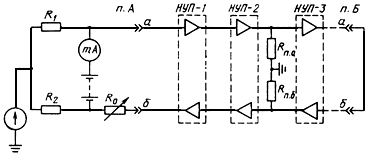 п. А НУП-1 НУП-2 НУП-3 п. Б
R1 а а
mA Rп.а
R2 R0 б Rп.б б